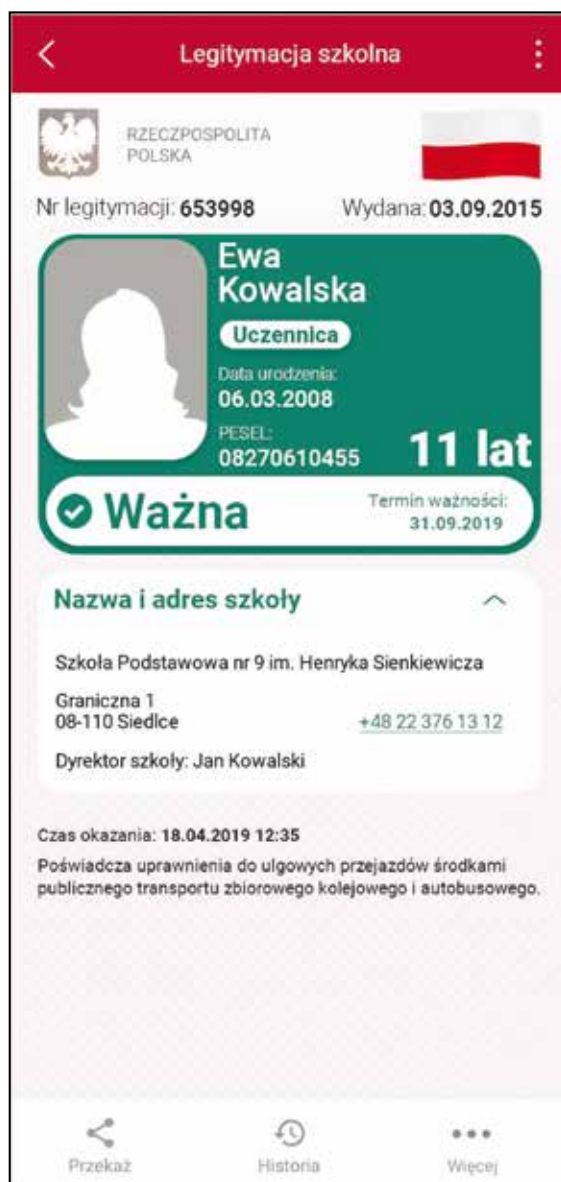 Legitymacja szkolna
RZECZPOSPOLITA
POLSKA
Nr legitymacji: 653998 Wydana: 03.09.2015
Ewa
Kowalska
Uczennica
Data urodzenia:
06.03.2008
PESEL:
08270610455
11 lat
Ważna
Termin ważności:
31.09.2019
Nazwa i adres szkoły
Szkoła Podstawowa nr 9 im. Henryka Sienkiewicza
Graniczna 1
08-110 Siedlce
+48 22 376 13 12
Dyrektor szkoły: Jan Kowalski
Czas okazania: 18.04.2019 12:35
Poświadcza uprawnienia do ulgowych przejazdów środkami
publicznego transportu zbiorowego kolejowego i autobusowego.
Przekaż Historia Więcej